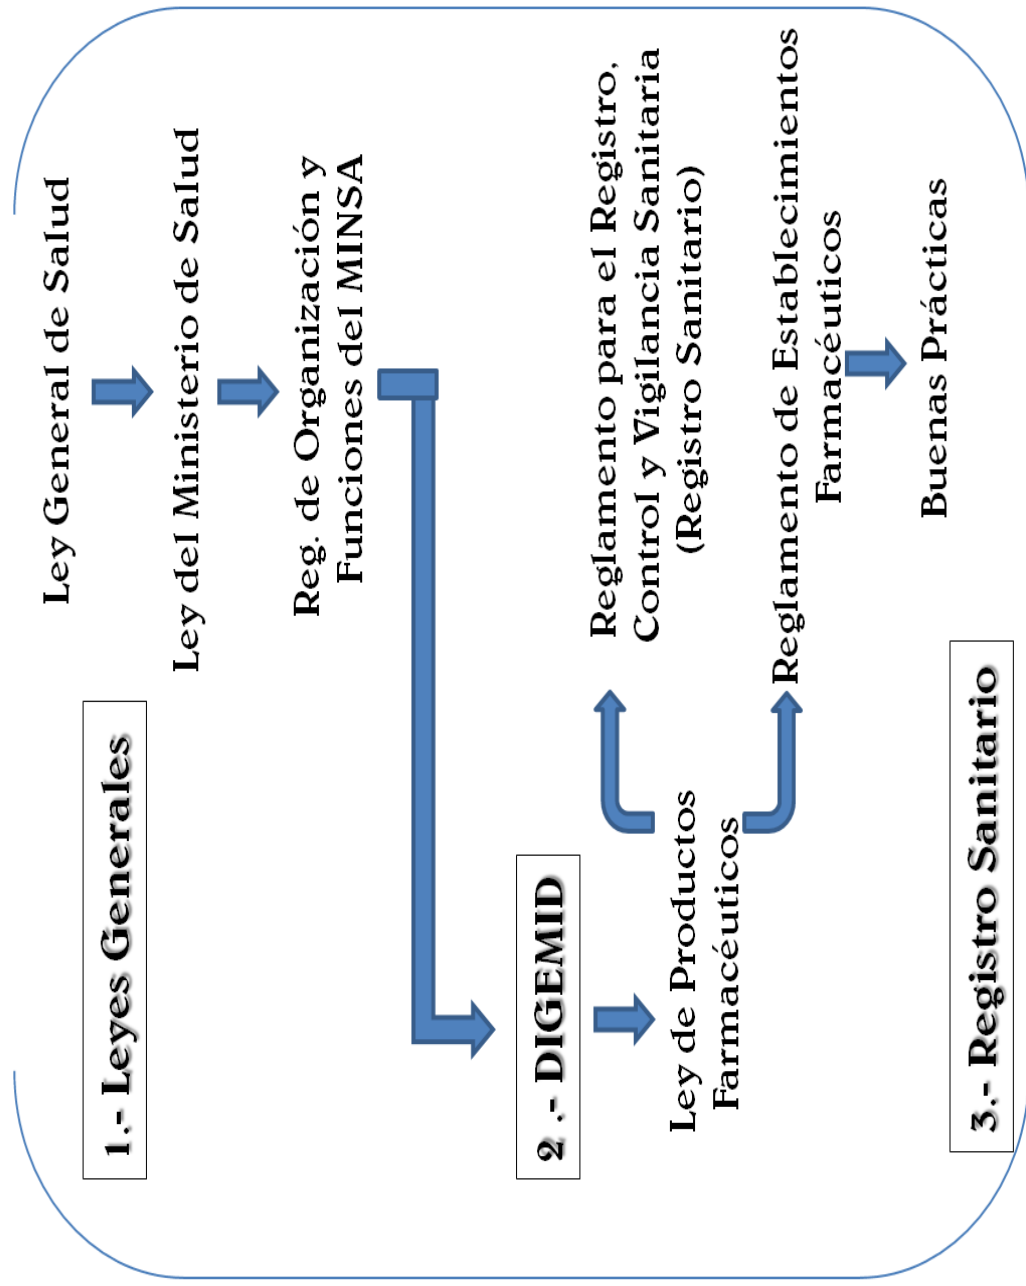 1.- Leyes Generales
Ley General de Salud
Ley del Ministerio de Salud
Reg. de Organización y
Funciones del MINSA
2 .- DIGEMID
Ley de Productos
Farmacéuticos
Reglamento para el Registro,
Control y Vigilancia Sanitaria
(Registro Sanitario)
Reglamento de Establecimientos
Farmacéuticos
Buenas Prácticas
3.- Registro Sanitario